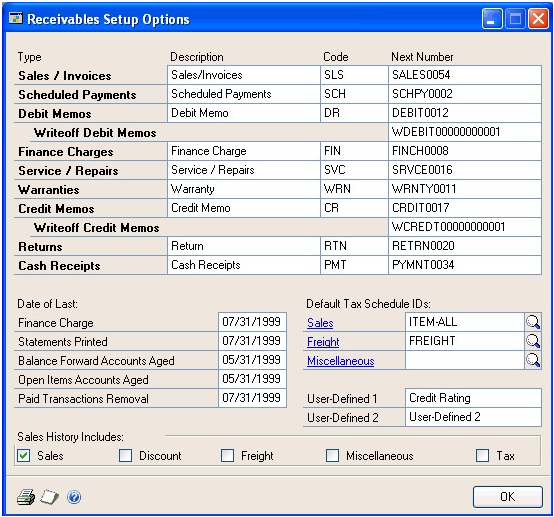 Receivables Setup Options
Type Description Code Next Number
Sales / Invoices Sales/Invoices SLS SALES0054
Scheduled Payments Scheduled Payments SCH SCHPY0002
Debit Memos Debit Memo DR DEBIT0012
Writeoff Debit Memos WDEBIT00000000001
Finance Charges Finance Charge FIN FINCH0008
Service / Repairs Service / Repairs SVC SRVCE0016
Warranties Warranty WRN WRNTY0011
Credit Memos Credit Memo CR CRDIT0017
Writeoff Credit Memos WCREDT00000000001
Returns Return RTN RETRN0020
Cash Receipts Cash Receipts PMT PYMNT0034
Date of Last:
Finance Charge 07/31/1999
Statements Printed 07/31/1999
Balance Forward Accounts Aged 05/31/1999
Open Items Accounts Aged 05/31/1999
Paid Transactions Removal 07/31/1999
Default Tax Schedule IDs:
Sales ITEM-ALL
Freight FREIGHT
Miscellaneous
User-Defined 1 Credit Rating
User-Defined 2 User-Defined 2
Sales History Includes:
Sales Discount Freight Miscellaneous Tax
OK